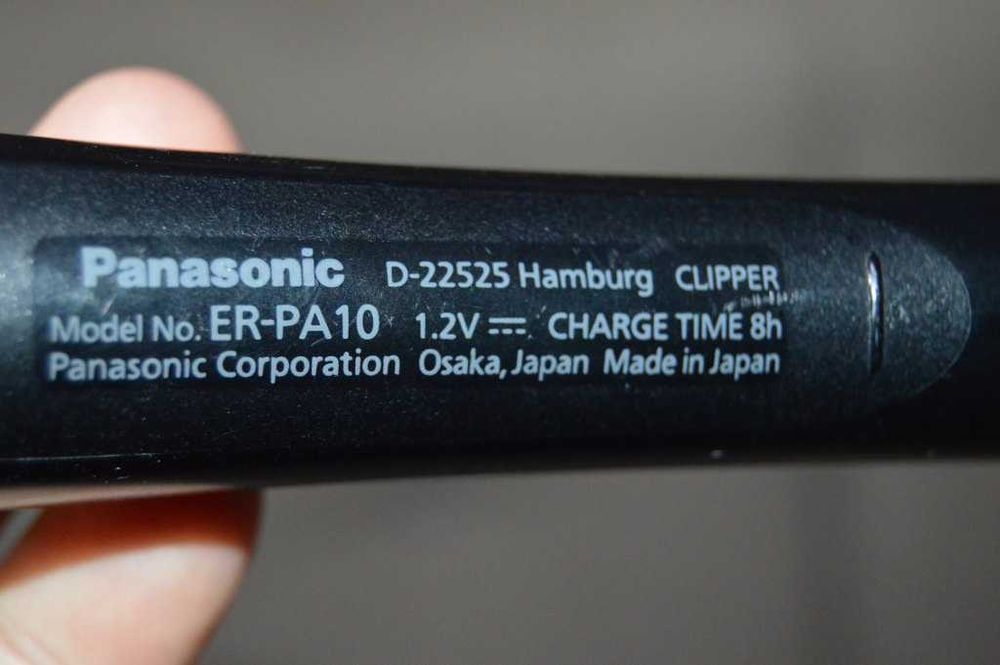 Panasonic D-22525 Hamburg CLIPPER
Model No. ER-PA10 1.2V ⎓ CHARGE TIME 8h
Panasonic Corporation Osaka, Japan Made in Japan